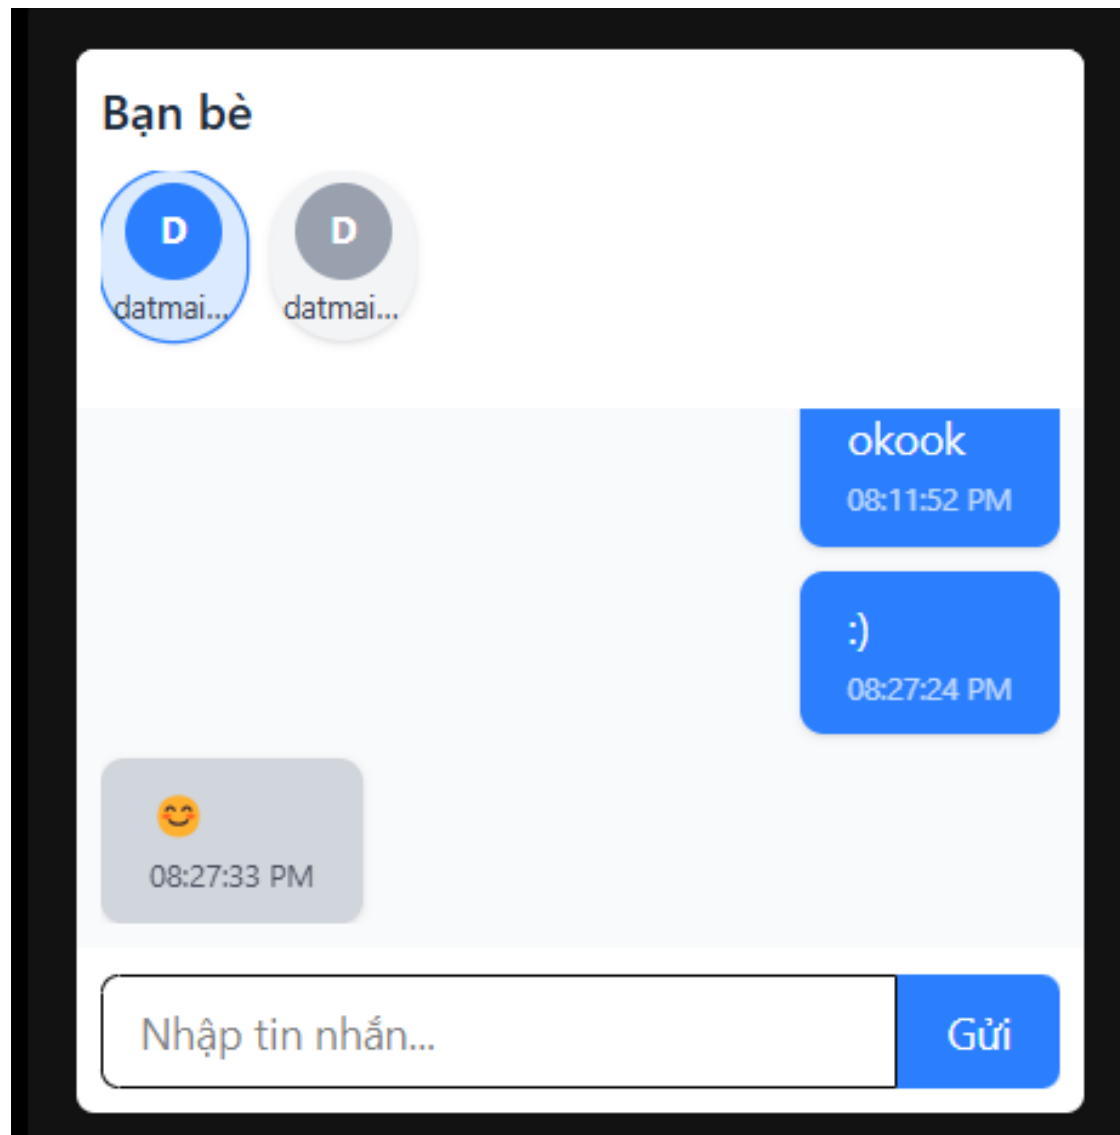 Bạn bè
D D
datmai... datmai...
okook
08:11:52 PM
:)
08:27:24 PM
😊
08:27:33 PM
Nhập tin nhắn... Gửi